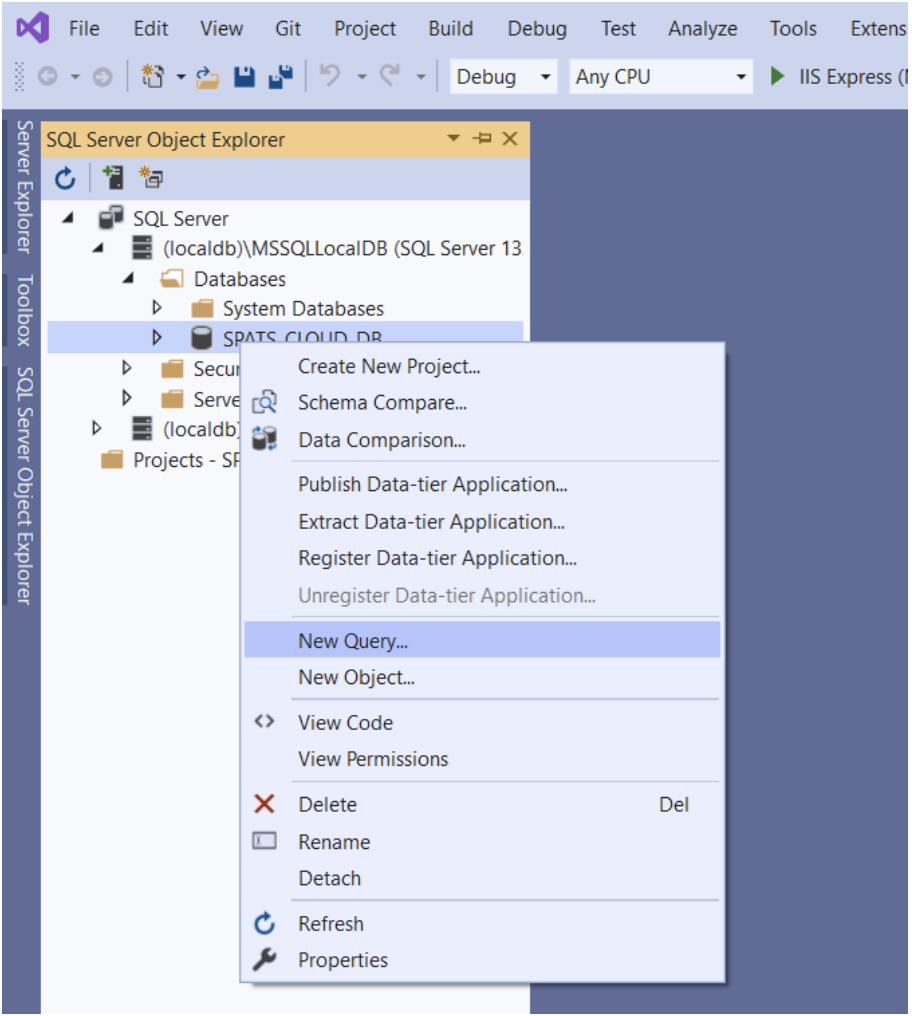 File Edit View Git Project Build Debug Test Analyze Tools Extens
Debug Any CPU IIS Express (
Server Explorer
Toolbox
SQL Server Object Explorer
SQL Server Object Explorer
SQL Server
(localdb)\MSSQLLocalDB (SQL Server 13.
Databases
System Databases
SPATS_CLOUD_DB
Secur
Serve
(localdb)
Projects - SP
Create New Project...
Schema Compare...
Data Comparison...
Publish Data-tier Application...
Extract Data-tier Application...
Register Data-tier Application...
Unregister Data-tier Application...
New Query...
New Object...
View Code
View Permissions
Delete Del
Rename
Detach
Refresh
Properties